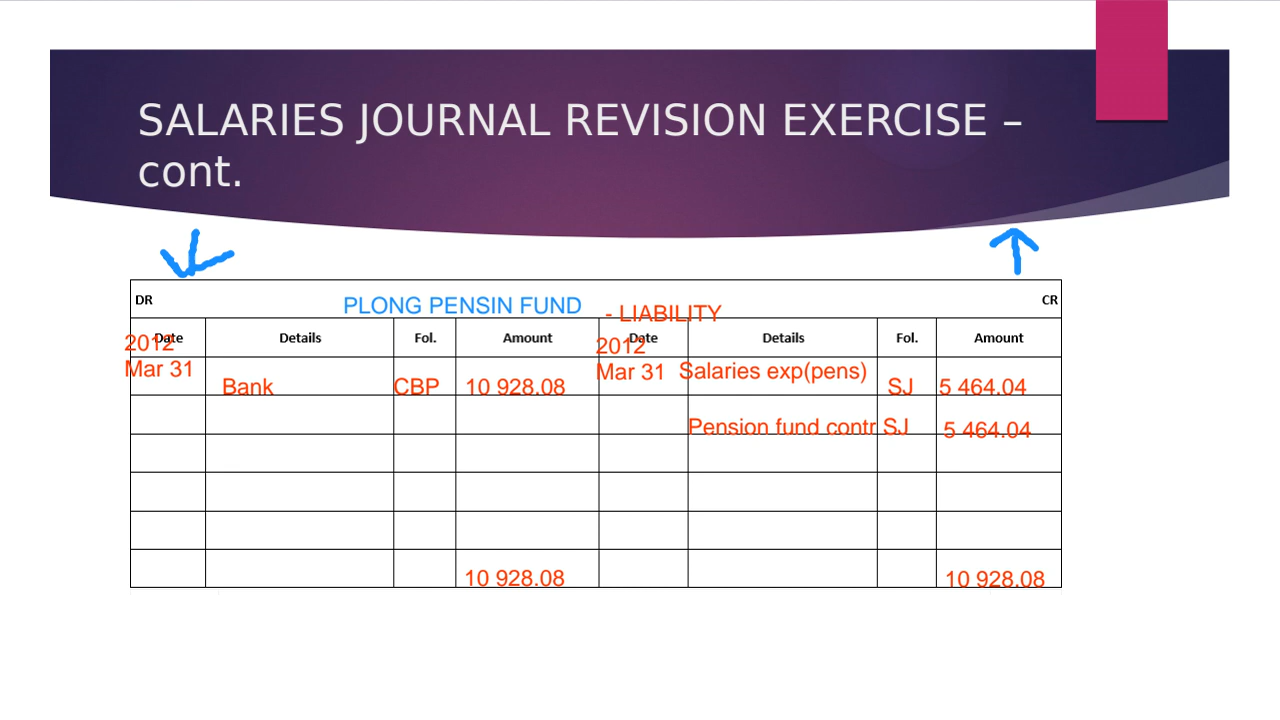 SALARIES JOURNAL REVISION EXERCISE –
cont.
DR PLONG PENSIN FUND - LIABILITY CR
Date Details Fol. Amount Date Details Fol. Amount
2012 2012
Mar 31 Bank CBP 10 928.08 Mar 31 Salaries exp(pens) SJ 5 464.04
Pension fund contr SJ 5 464.04
10 928.08 10 928.08